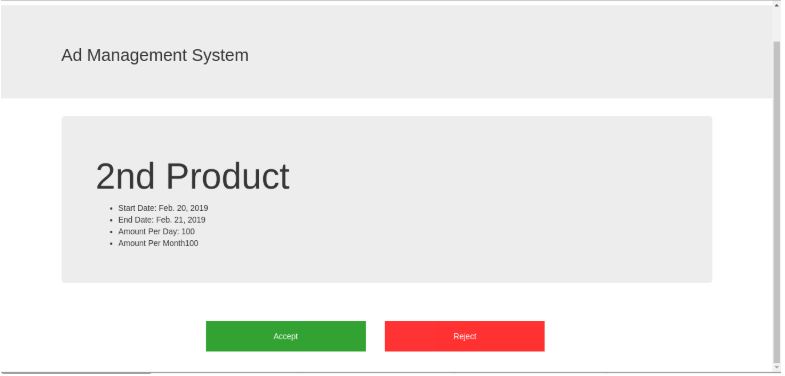 Ad Management System
2nd Product
Start Date: Feb. 20, 2019
End Date: Feb. 21, 2019
Amount Per Day: 100
Amount Per Month100
Accept
Reject